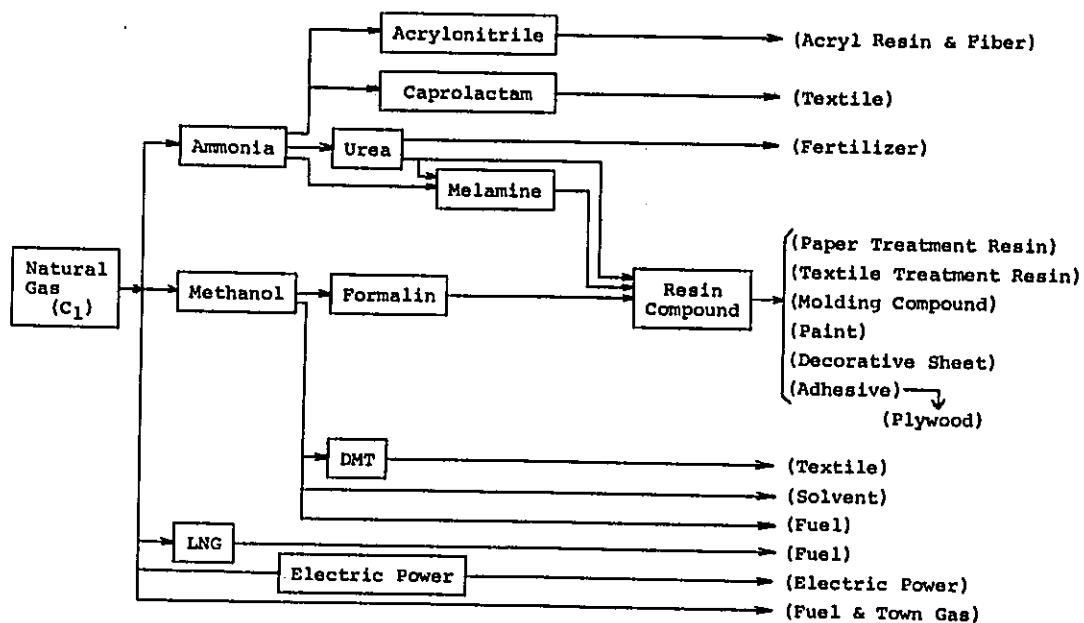 Acrylonitrile
(Acryl Resin & Fiber)
Caprolactam
(Textile)
Ammonia
Urea
(Fertilizer)
Melamine
Natural
Gas
(C1)
Methanol
Formalin
Resin
Compound
(Paper Treatment Resin)
(Textile Treatment Resin)
(Molding Compound)
(Paint)
(Decorative Sheet)
(Adhesive)
(Plywood)
DMT
(Textile)
(Solvent)
(Fuel)
LNG
(Fuel)
Electric Power
(Electric Power)
(Fuel & Town Gas)